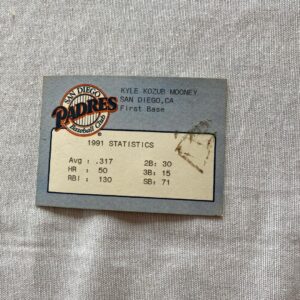 SAN DIEGO
PADRES
Baseball Club
KYLE KOZUB MOONEY
SAN DIEGO,CA
First Base
1991 STATISTICS
Avg : .317 2B: 30
HR : 50 3B: 15
RBI: 130 SB: 71